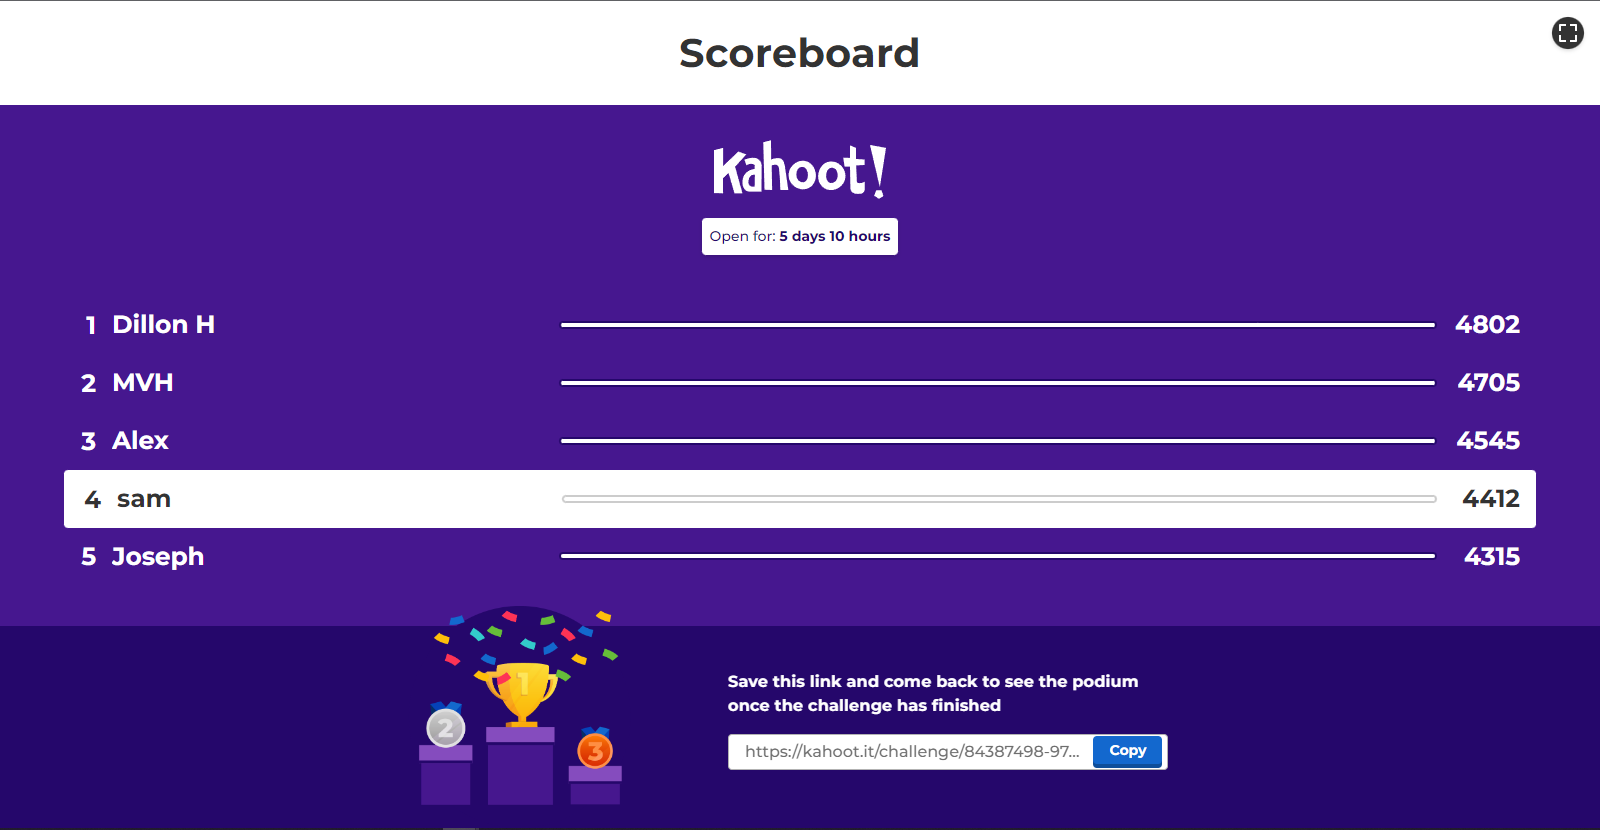 Scoreboard
Kahoot!
Open for: 5 days 10 hours
1 Dillon H 4802
2 MVH 4705
3 Alex 4545
4 sam 4412
5 Joseph 4315
1
2
3
Save this link and come back to see the podium
once the challenge has finished
https://kahoot.it/challenge/84387498-97... Copy